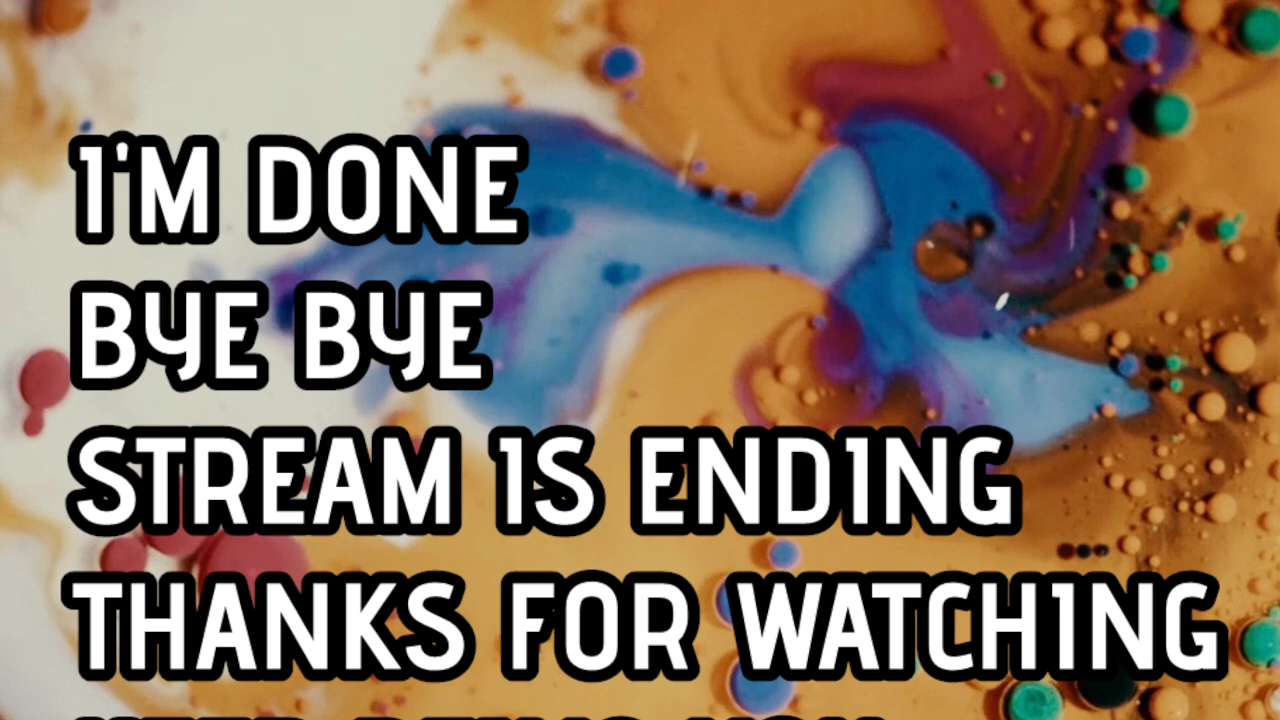 I'M DONE
BYE BYE
STREAM IS ENDING
THANKS FOR WATCHING